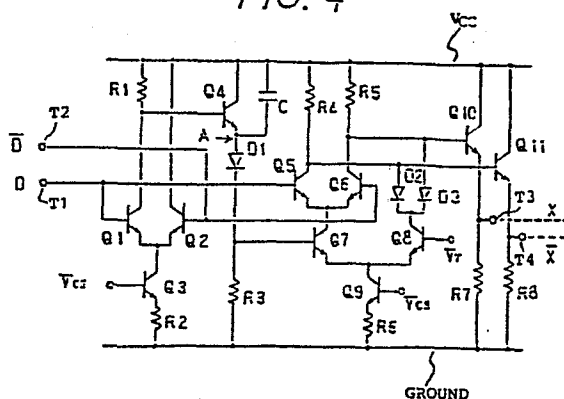 FIG. 4
Vcc
R1
Q4
C
R4
R5
Q10
T2
D̅
A
D1
Q11
D
T1
Q5
Q6
D2
D3
T3
X
Q1
Q2
Q7
Q8
Vr
T4
X̅
Vcs
Q3
R3
Q9
Vcs
R7
R8
R2
R6
GROUND